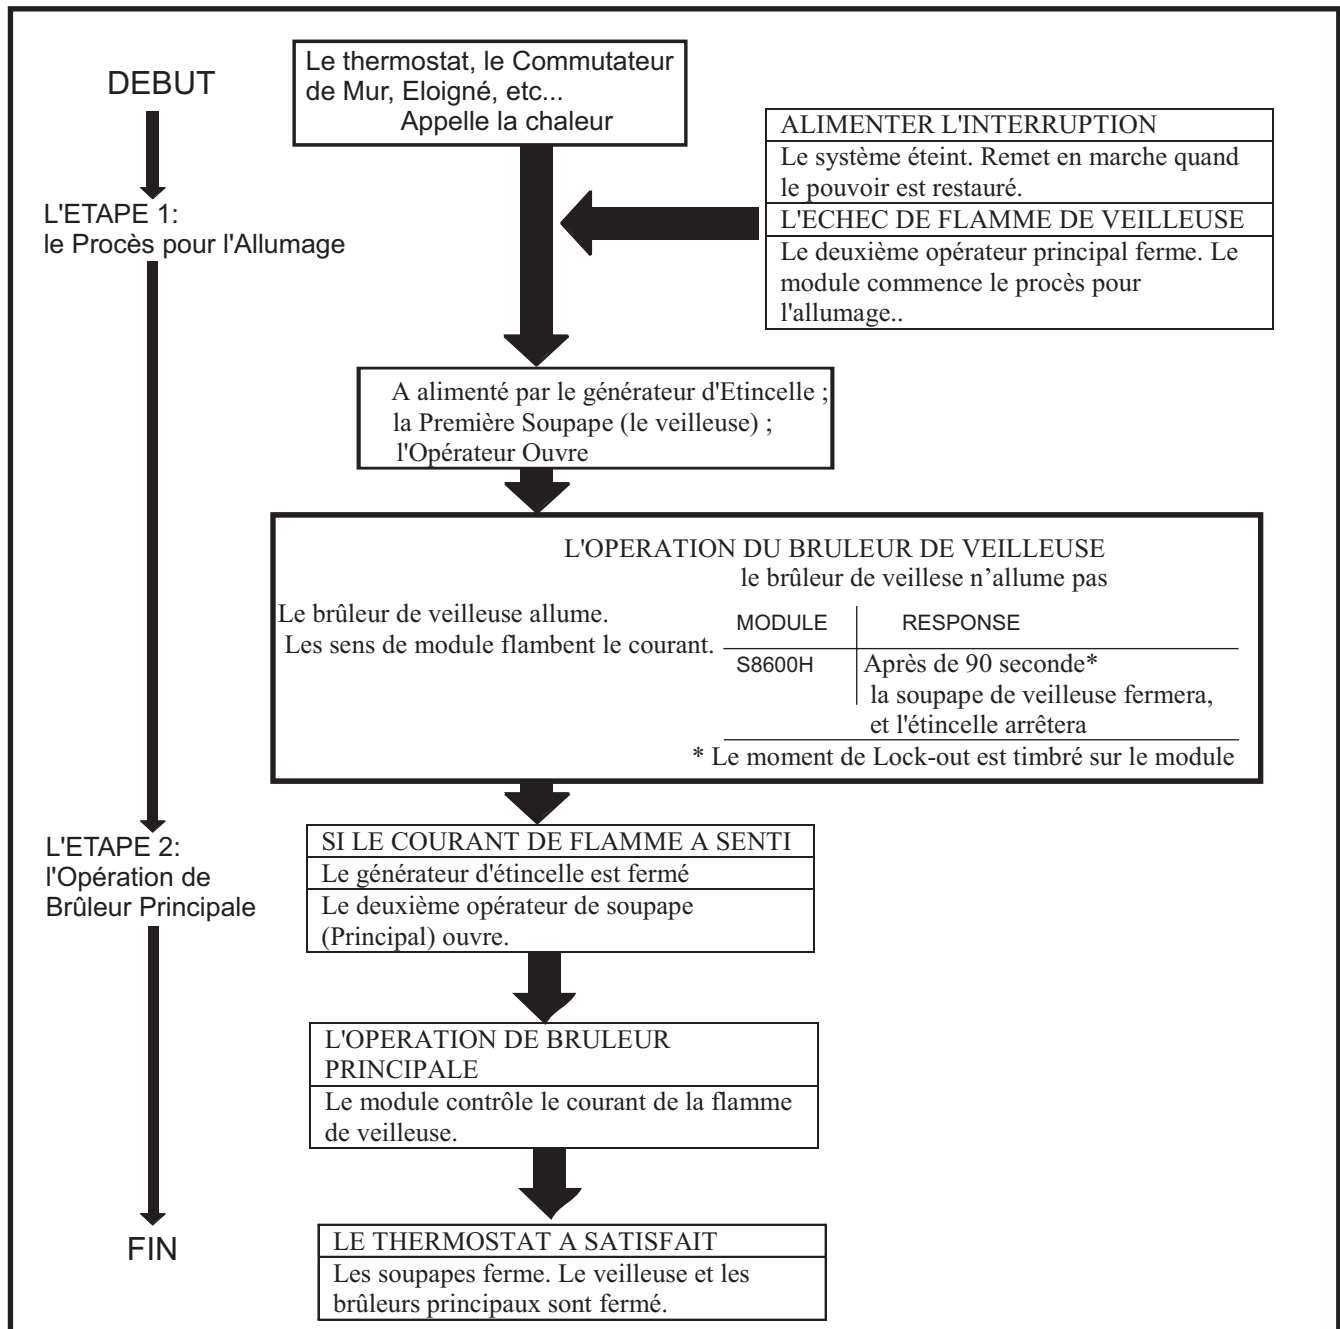 DEBUT
Le thermostat, le Commutateur
de Mur, Eloigné, etc...
Appelle la chaleur
ALIMENTER L'INTERRUPTION
Le système éteint. Remet en marche quand
le pouvoir est restauré.
L'ECHEC DE FLAMME DE VEILLEUSE
Le deuxième opérateur principal ferme. Le
module commence le procès pour
l'allumage..
L'ETAPE 1:
le Procès pour l'Allumage
A alimenté par le générateur d'Etincelle ;
la Première Soupape (le veilleuse) ;
l'Opérateur Ouvre
L'OPERATION DU BRULEUR DE VEILLEUSE
le brûleur de veillese n’allume pas
Le brûleur de veilleuse allume.
Les sens de module flambent le courant.
MODULE RESPONSE
S8600H Après de 90 seconde*
la soupape de veilleuse fermera,
et l'étincelle arrêtera
* Le moment de Lock-out est timbré sur le module
L'ETAPE 2:
l'Opération de
Brûleur Principale
SI LE COURANT DE FLAMME A SENTI
Le générateur d'étincelle est fermé
Le deuxième opérateur de soupape
(Principal) ouvre.
L'OPERATION DE BRULEUR
PRINCIPALE
Le module contrôle le courant de la flamme
de veilleuse.
FIN
LE THERMOSTAT A SATISFAIT
Les soupapes ferme. Le veilleuse et les
brûleurs principaux sont fermé.